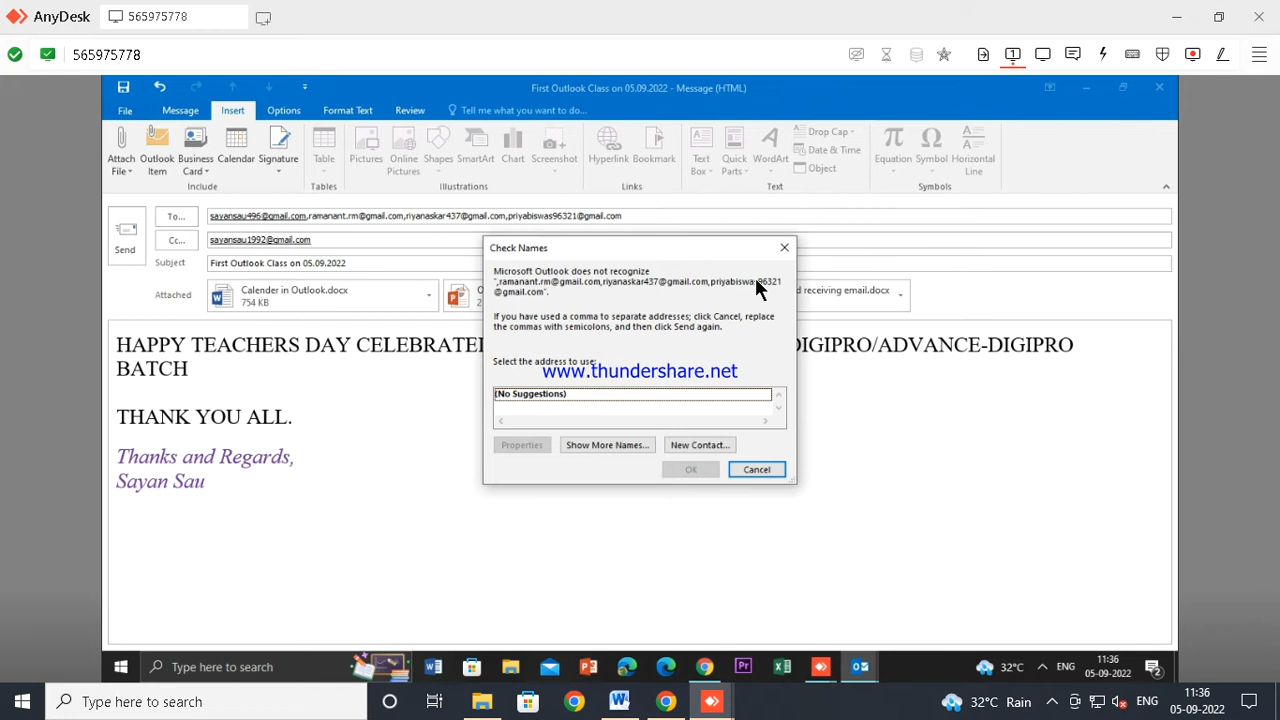 AnyDesk 565975778
565975778
First Outlook Class on 05.09.2022 - Message (HTML)
File Message Insert Options Format Text Review Tell me what you want to do...
Attach File Outlook Item Business Card Calendar Signature Table Pictures Online Pictures Shapes SmartArt Chart Screenshot Hyperlink Bookmark Text Box Quick Parts WordArt Drop Cap Date & Time Object Equation Symbol Horizontal Line
Include Tables Illustrations Links Text Symbols
Send
To... sayansau496@gmail.com,ramanant.rm@gmail.com,riyanaskar437@gmail.com,priyabiswas96321@gmail.com
Cc... sayansau1992@gmail.com
Subject First Outlook Class on 05.09.2022
Attached Calender in Outlook.docx
754 KB
d receiving email.docx
Check Names
Microsoft Outlook does not recognize
",ramanant.rm@gmail.com,riyanaskar437@gmail.com,priyabiswas96321
@gmail.com".
If you have used a comma to separate addresses; click Cancel, replace
the commas with semicolons, and then click Send again.
Select the address to use:
www.thundershare.net
(No Suggestions)
Properties Show More Names... New Contact...
OK Cancel
HAPPY TEACHERS DAY CELEBRATE DIGIPRO/ADVANCE-DIGIPRO
BATCH
THANK YOU ALL.
Thanks and Regards,
Sayan Sau
Type here to search 32°C ENG 11:36
05-09-2022
2
Type here to search 32°C Rain ENG 11:36
05-09-2022